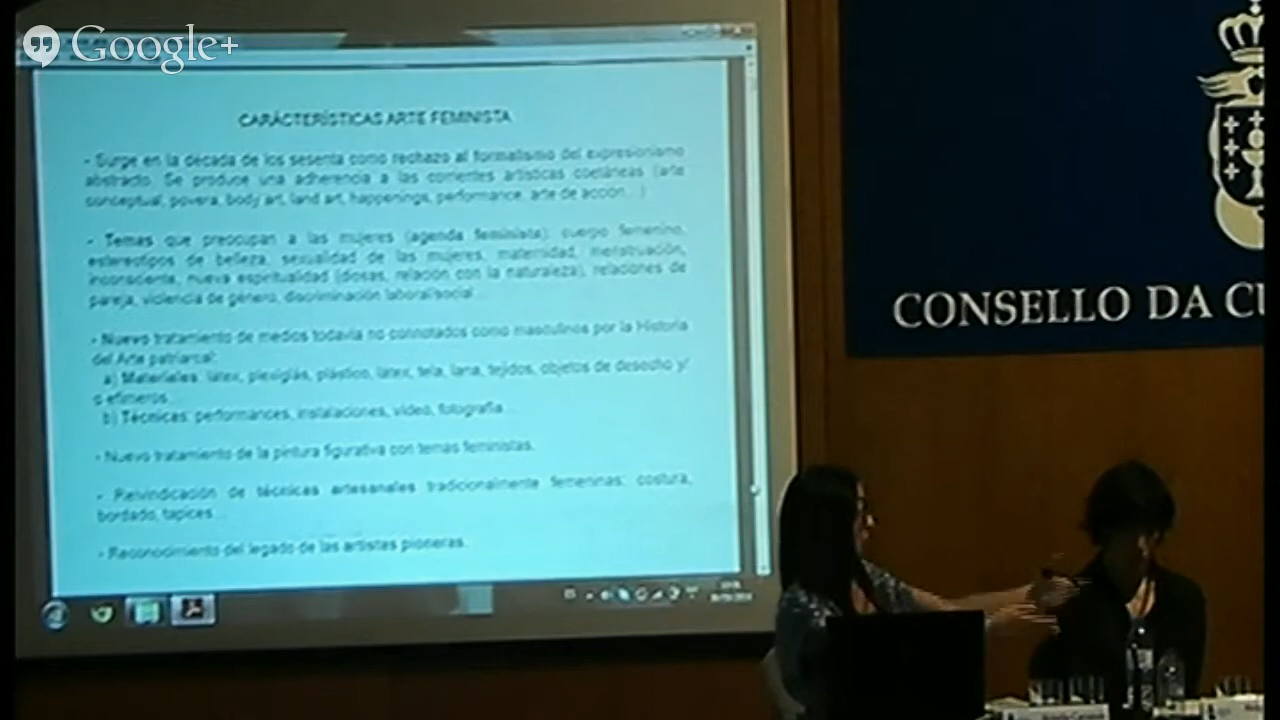 Google+
CARÁCTERÍSTICAS ARTE FEMINISTA
- Surge en la década de los sesenta como rechazo al formalismo del expresionismo
abstracto. Se produce una adherencia a las corrientes artísticas coetáneas (arte
conceptual, povera, body art, land art, happenings, performance, arte de acción...)
- Temas que preocupan a las mujeres (agenda feminista): cuerpo femenino,
estereotipos de belleza, sexualidad de las mujeres, maternidad, menstruación,
inconsciente, nueva espiritualidad (diosas, relación con la naturaleza), relaciones de
pareja, violencia de género, discriminación laboral/social...
- Nuevo tratamiento de medios todavía no connotados como masculinos por la Historia
del Arte patriarcal:
a) Materiales: látex, plexiglás, plástico, látex, tela, lana, tejidos, objetos de desecho y/
o efímeros...
b) Técnicas: performances, instalaciones, vídeo, fotografía...
- Nuevo tratamiento de la pintura figurativa con temas feministas.
- Reivindicación de técnicas artesanales tradicionalmente femeninas: costura,
bordado, tapices...
- Reconocimiento del legado de las artistas pioneras.
CONSELLO DA CU